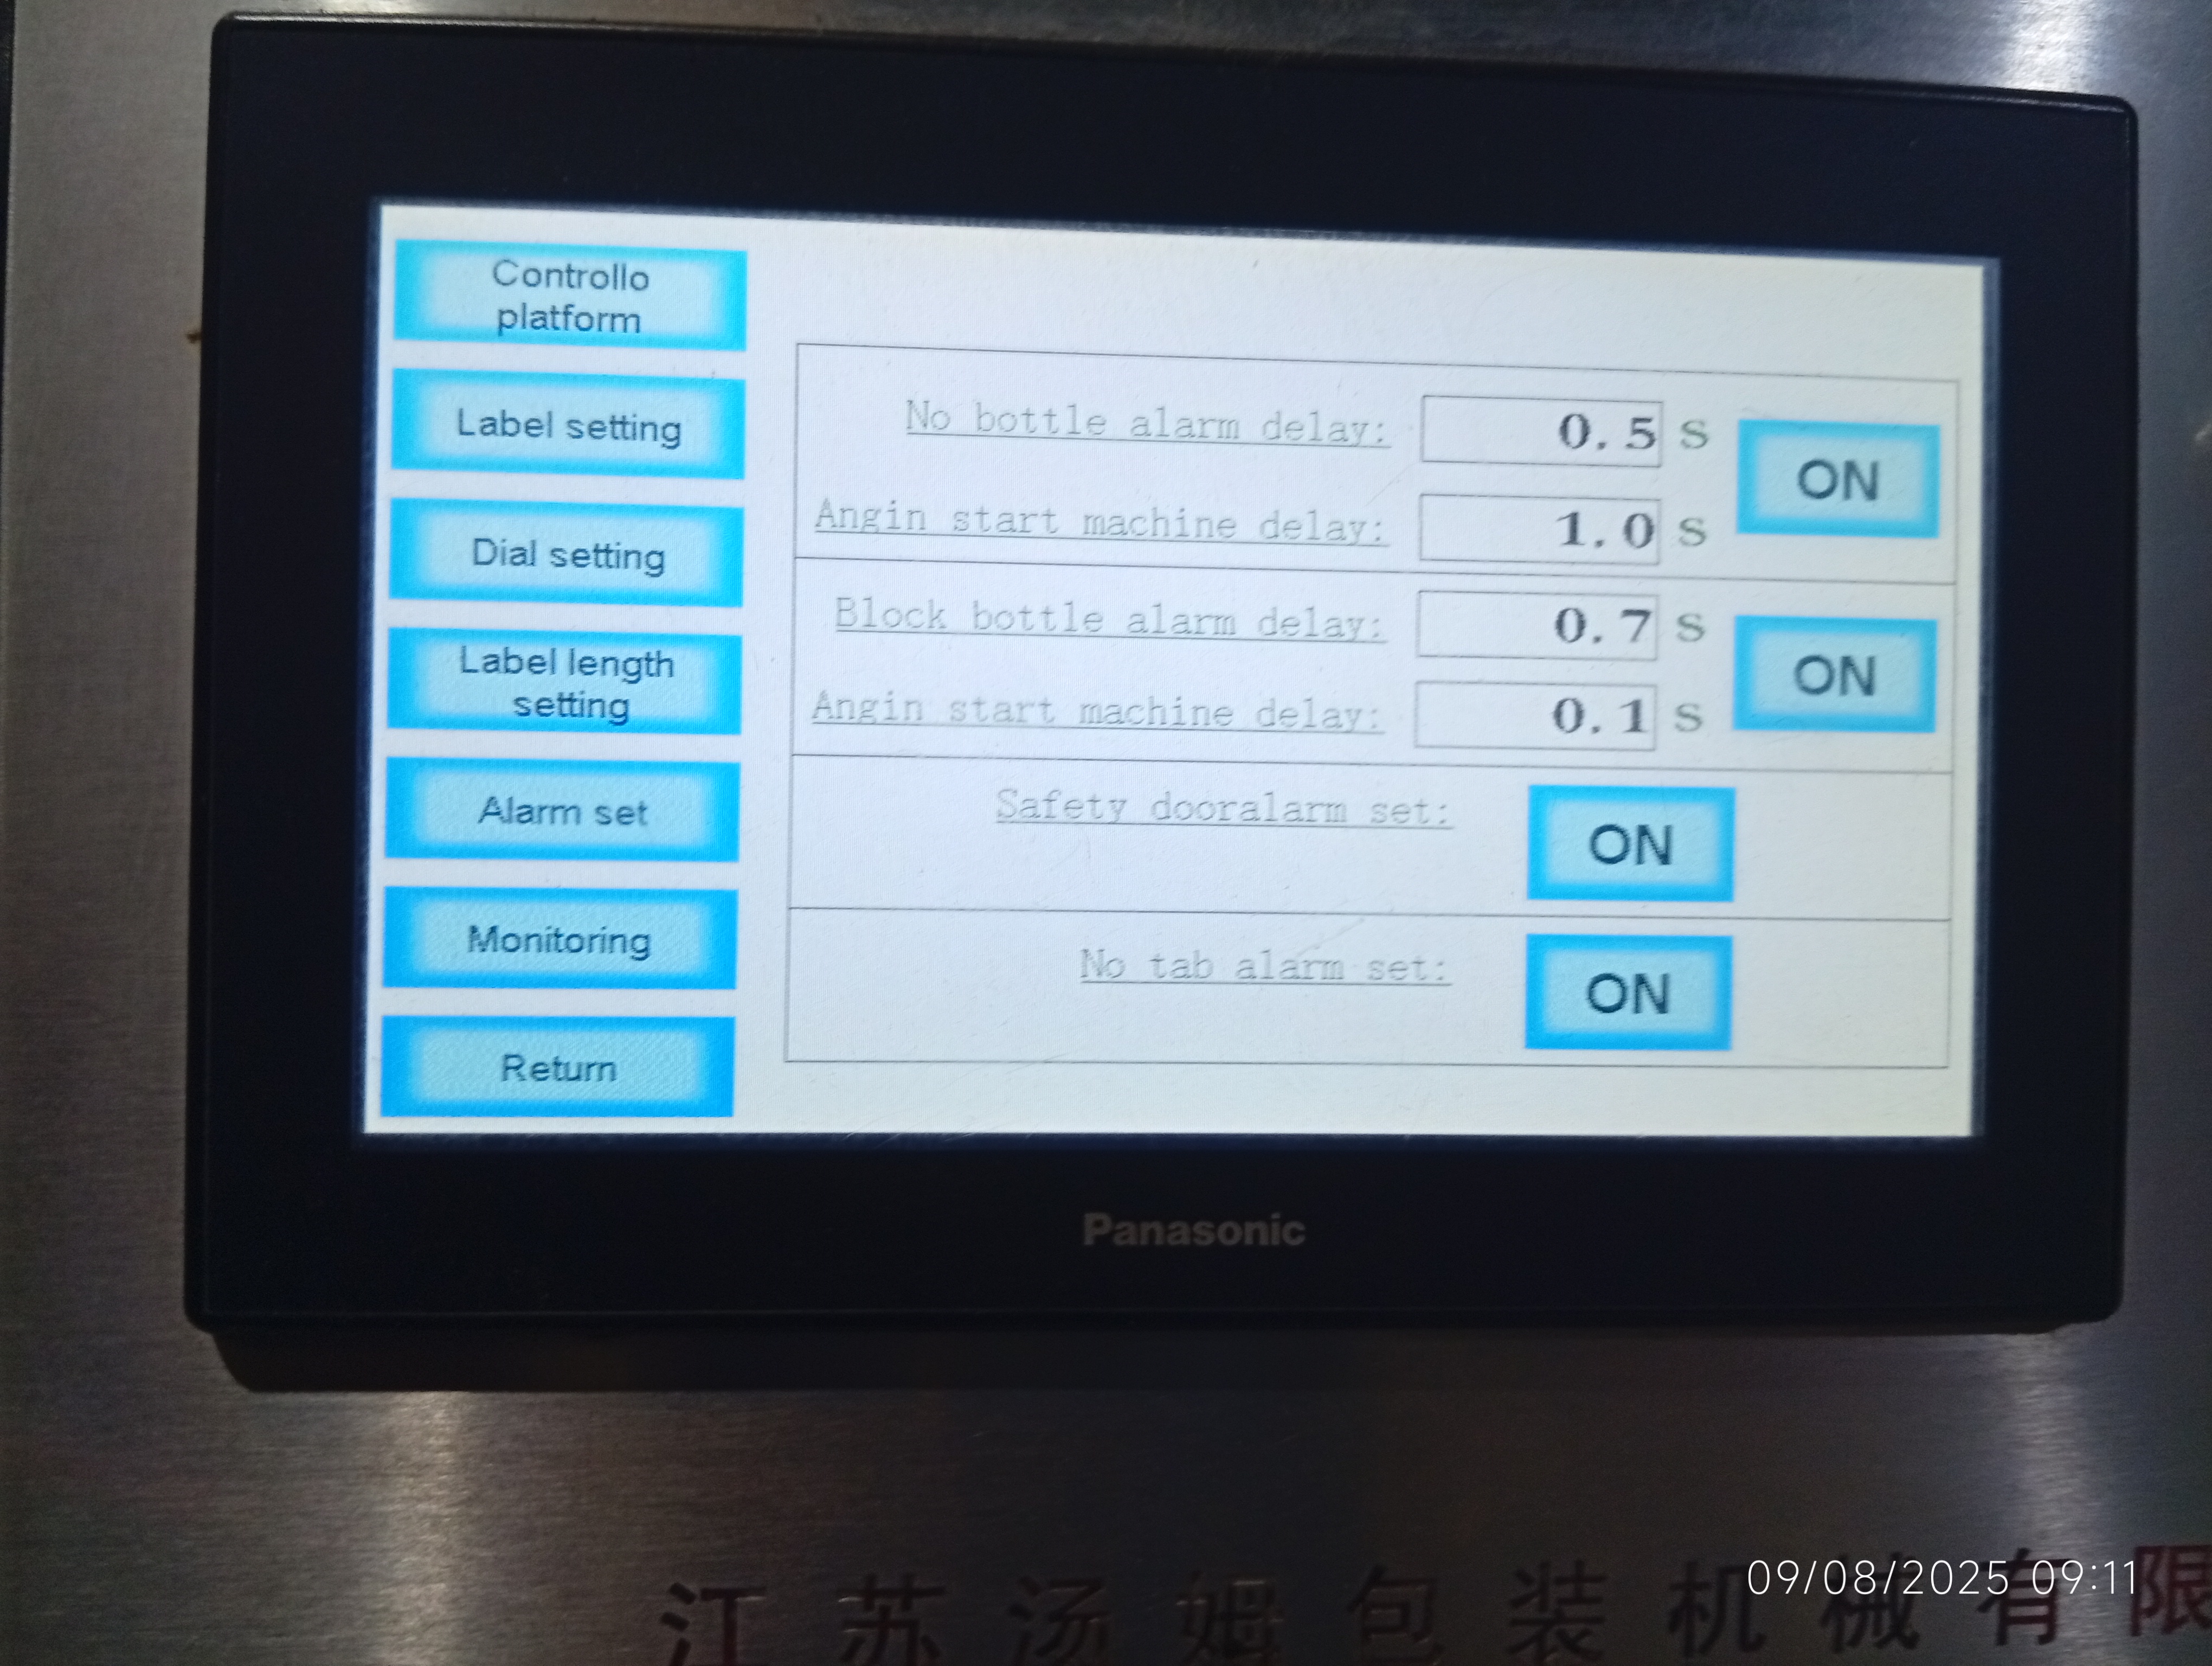 Controllo
platform
Label setting
Dial setting
Label length
setting
Alarm set
Monitoring
Return
No bottle alarm delay: 0.5 S ON
Angin start machine delay: 1.0 S
Block bottle alarm delay: 0.7 S ON
Angin start machine delay: 0.1 S
Safety dooralarm set: ON
No tab alarm set: ON
Panasonic
江苏汤姆包装机械有限
09/08/2025 09:11